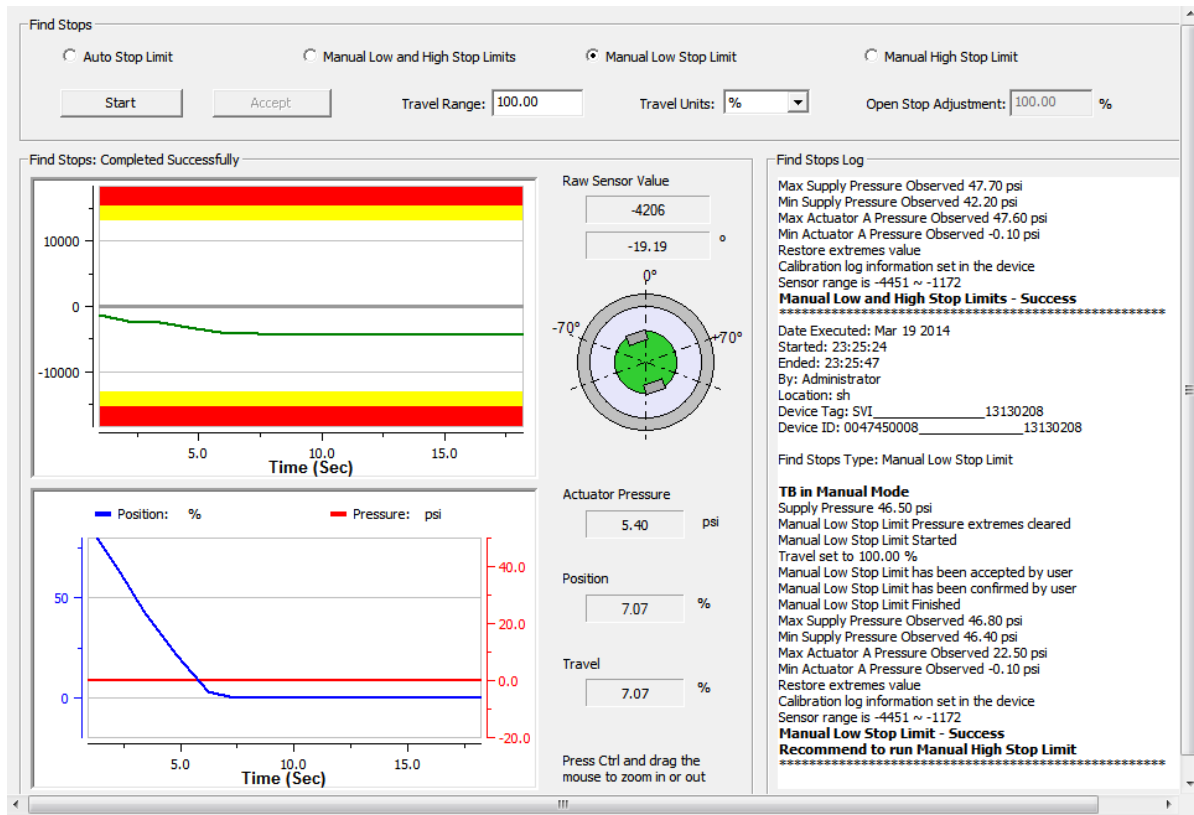 Find Stops
Auto Stop Limit
Manual Low and High Stop Limits
Manual Low Stop Limit
Manual High Stop Limit
Start
Accept
Travel Range: 100.00
Travel Units: %
Open Stop Adjustment: 100.00 %
Find Stops: Completed Successfully
10000
0
-10000
5.0 10.0 15.0
Time (Sec)
Position: % Pressure: psi
50
0
40.0
20.0
0.0
-20.0
5.0 10.0 15.0
Time (Sec)
Raw Sensor Value
-4206
-19.19 °
0°
-70° +70°
Actuator Pressure
5.40 psi
Position
7.07 %
Travel
7.07 %
Press Ctrl and drag the
mouse to zoom in or out
Find Stops Log
Max Supply Pressure Observed 47.70 psi
Min Supply Pressure Observed 42.20 psi
Max Actuator A Pressure Observed 47.60 psi
Min Actuator A Pressure Observed -0.10 psi
Restore extremes value
Calibration log information set in the device
Sensor range is -4451 ~ -1172
Manual Low and High Stop Limits - Success
****************************************************
Date Executed: Mar 19 2014
Started: 23:25:24
Ended: 23:25:47
By: Administrator
Location: sh
Device Tag: SVI________________13130208
Device ID: 0047450008_______________13130208
Find Stops Type: Manual Low Stop Limit
TB in Manual Mode
Supply Pressure 46.50 psi
Manual Low Stop Limit Pressure extremes cleared
Manual Low Stop Limit Started
Travel set to 100.00 %
Manual Low Stop Limit has been accepted by user
Manual Low Stop Limit has been confirmed by user
Manual Low Stop Limit Finished
Max Supply Pressure Observed 46.80 psi
Min Supply Pressure Observed 46.40 psi
Max Actuator A Pressure Observed 22.50 psi
Min Actuator A Pressure Observed -0.10 psi
Restore extremes value
Calibration log information set in the device
Sensor range is -4451 ~ -1172
Manual Low Stop Limit - Success
Recommend to run Manual High Stop Limit
****************************************************